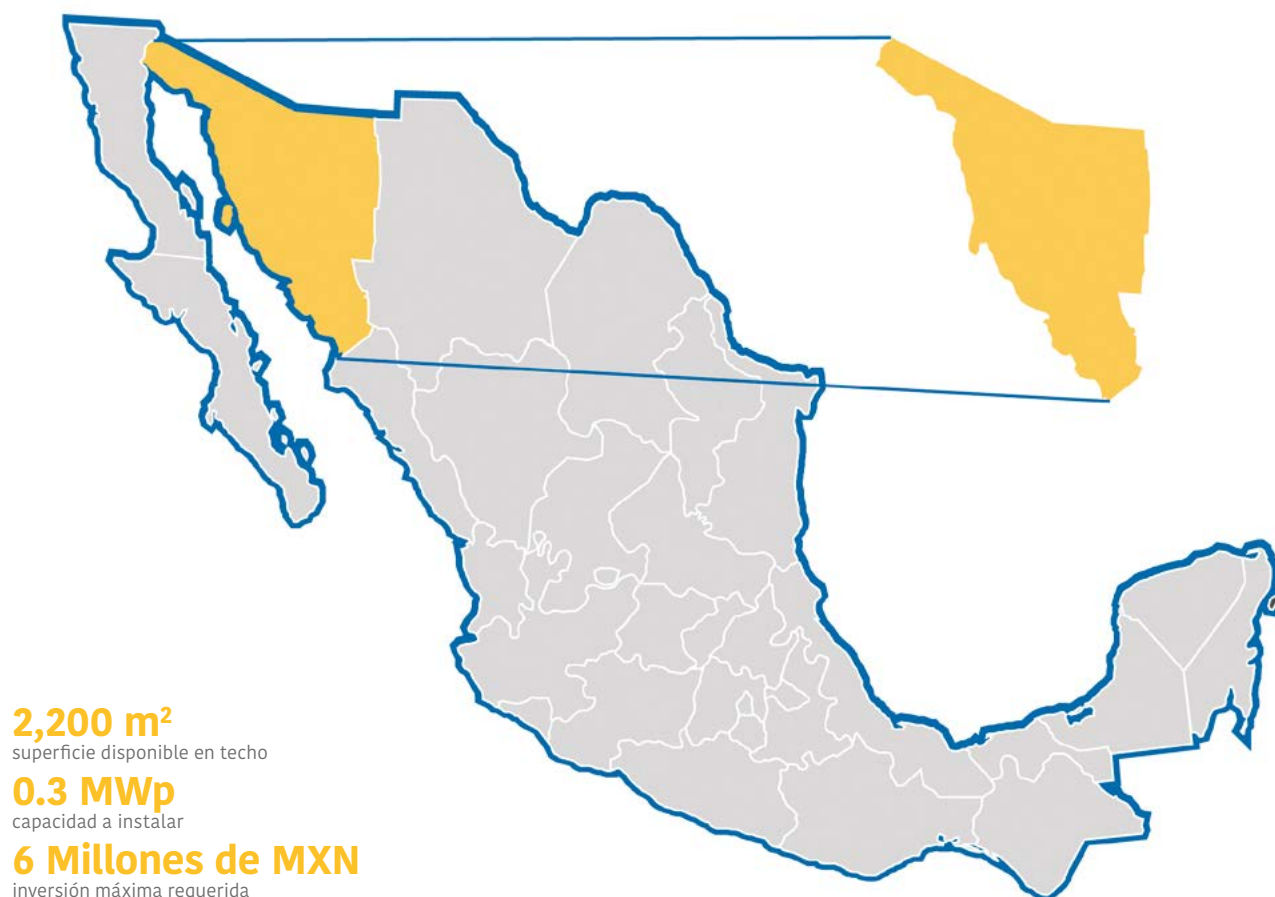 2,200 m²
superficie disponible en techo
0.3 MWp
capacidad a instalar
6 Millones de MXN
inversión máxima requerida